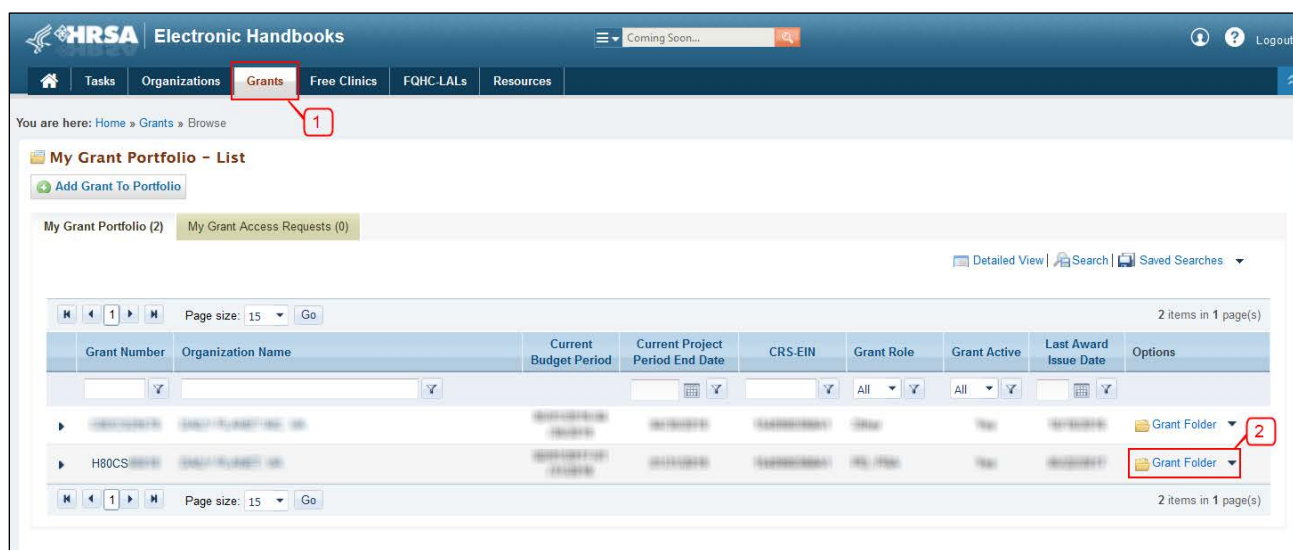 HRSA Electronic Handbooks Coming Soon... Logout
Tasks Organizations Grants Free Clinics FQHC-LALs Resources
1
You are here: Home » Grants » Browse
My Grant Portfolio – List
Add Grant To Portfolio
My Grant Portfolio (2) My Grant Access Requests (0)
Detailed View | Search | Saved Searches
1 Page size: 15 Go 2 items in 1 page(s)
Grant Number Organization Name Current Budget Period Current Project Period End Date CRS-EIN Grant Role Grant Active Last Award Issue Date Options
All All
Grant Folder
2
H80CS Grant Folder
1 Page size: 15 Go 2 items in 1 page(s)